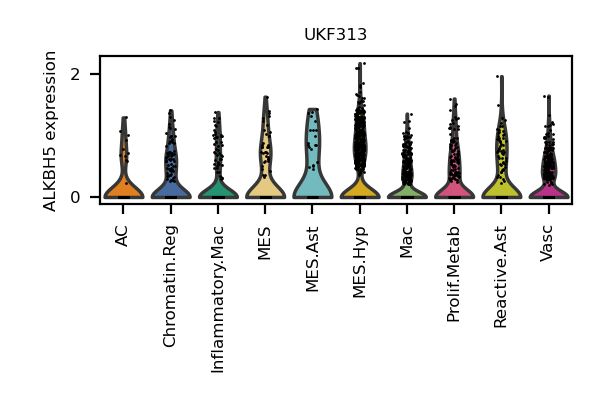 UKF313
ALKBH5 expression
2
0
AC
Chromatin.Reg
Inflammatory.Mac
MES
MES.Ast
MES.Hyp
Mac
Prolif.Metab
Reactive.Ast
Vasc